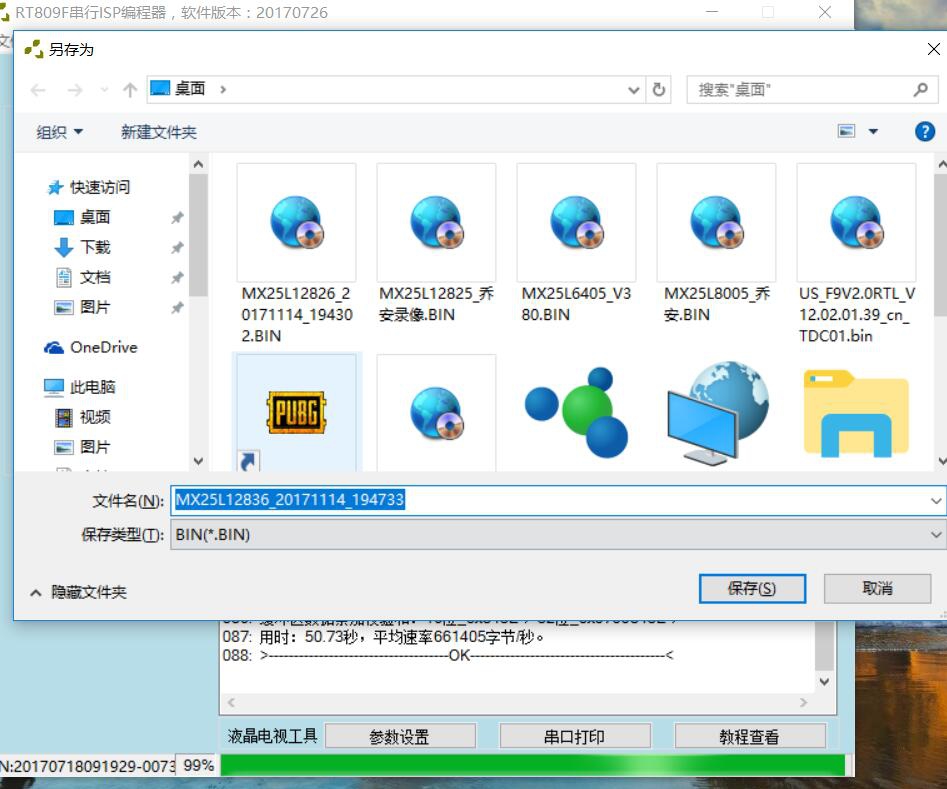 RT809F串行ISP编程器，软件版本：20170726
另存为
桌面
搜索"桌面"
组织
新建文件夹
快速访问
桌面
下载
文档
图片
OneDrive
此电脑
视频
图片
MX25L12826_2
0171114_194302.BIN
MX25L12825_乔
安录像.BIN
MX25L6405_V3
80.BIN
MX25L8005_乔
安.BIN
US_F9V2.0RTL_V
12.02.01.39_cn_
TDC01.bin
PUBG
文件名(N):
MX25L12836_20171114_194733
保存类型(T):
BIN(*.BIN)
隐藏文件夹
保存(S)
取消
087: 用时：50.73秒，平均速率661405字节/秒。
088: >--------------------------------OK-----------------------------------<
液晶电视工具
参数设置
串口打印
教程查看
N:20170718091929-0073
99%